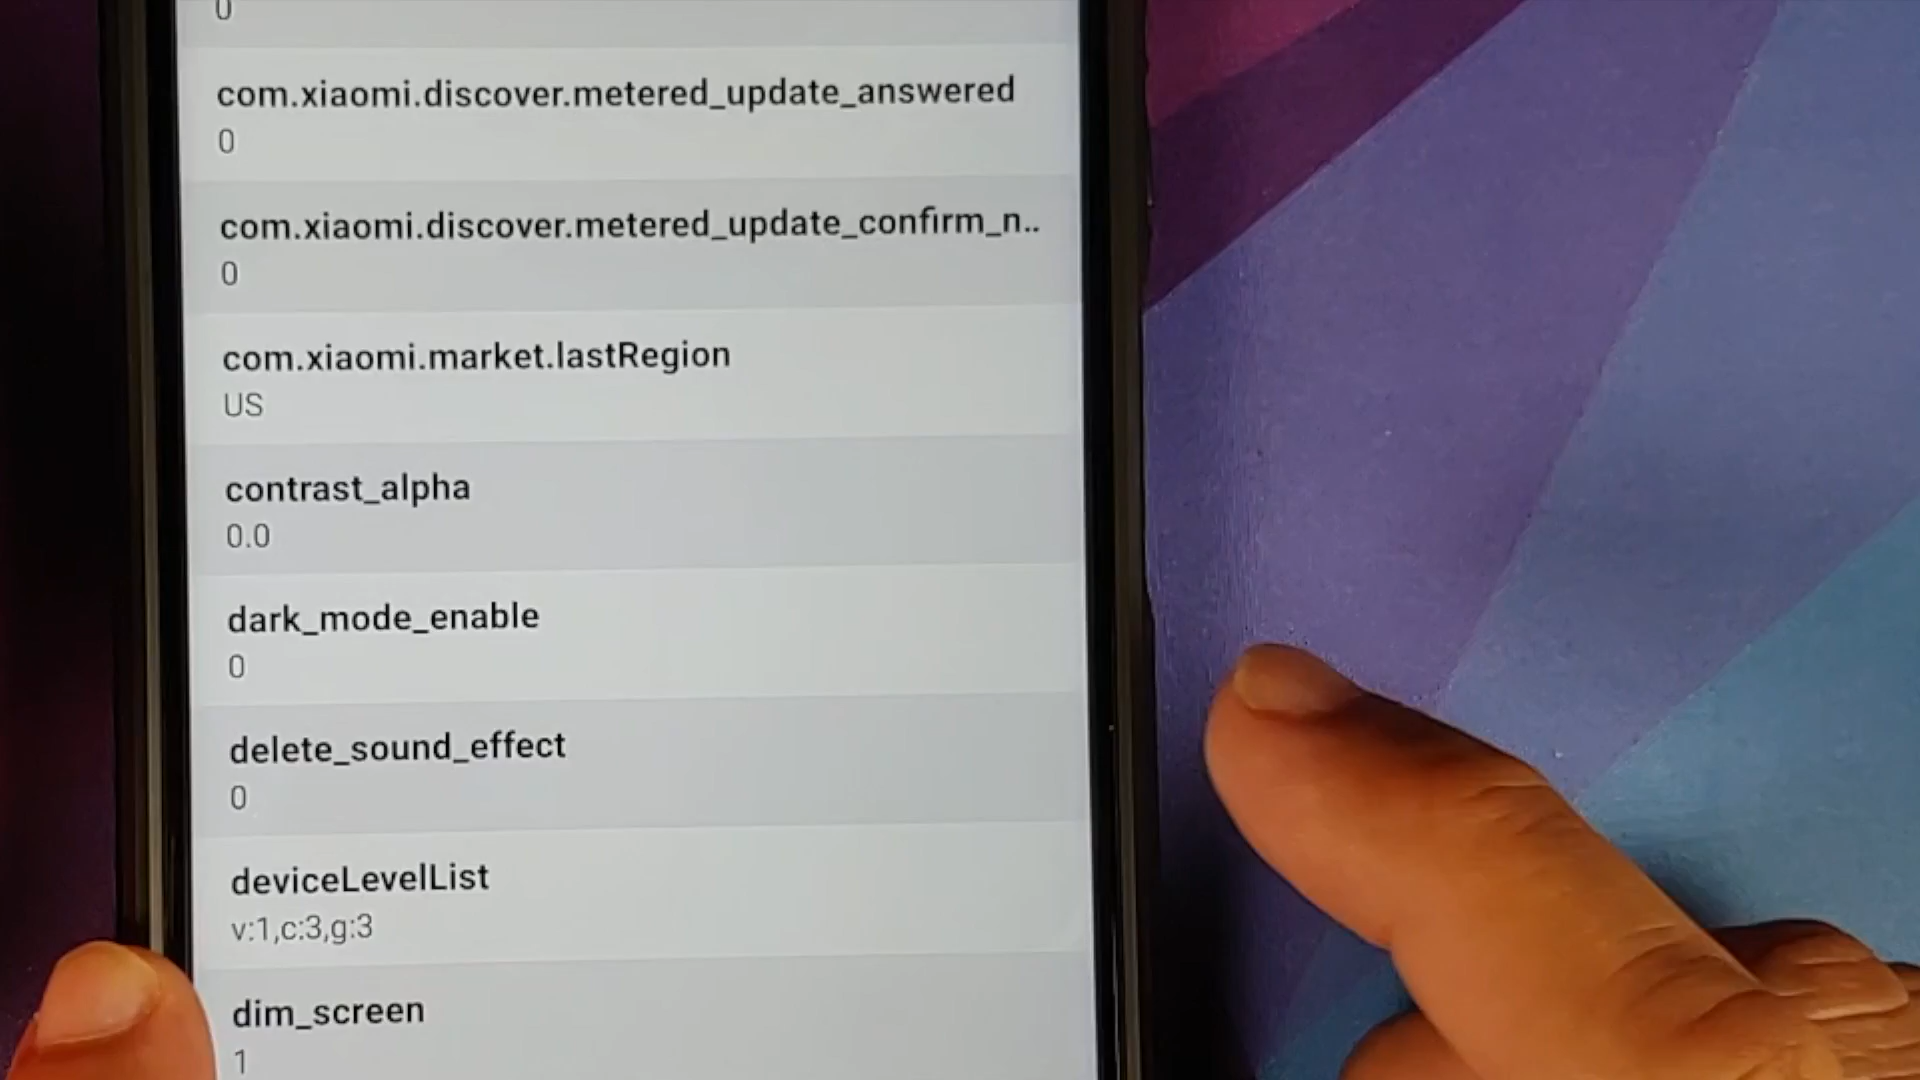 0
com.xiaomi.discover.metered_update_answered
0
com.xiaomi.discover.metered_update_confirm_n..
0
com.xiaomi.market.lastRegion
US
contrast_alpha
0.0
dark_mode_enable
0
delete_sound_effect
0
deviceLevelList
v:1,c:3,g:3
dim_screen
1